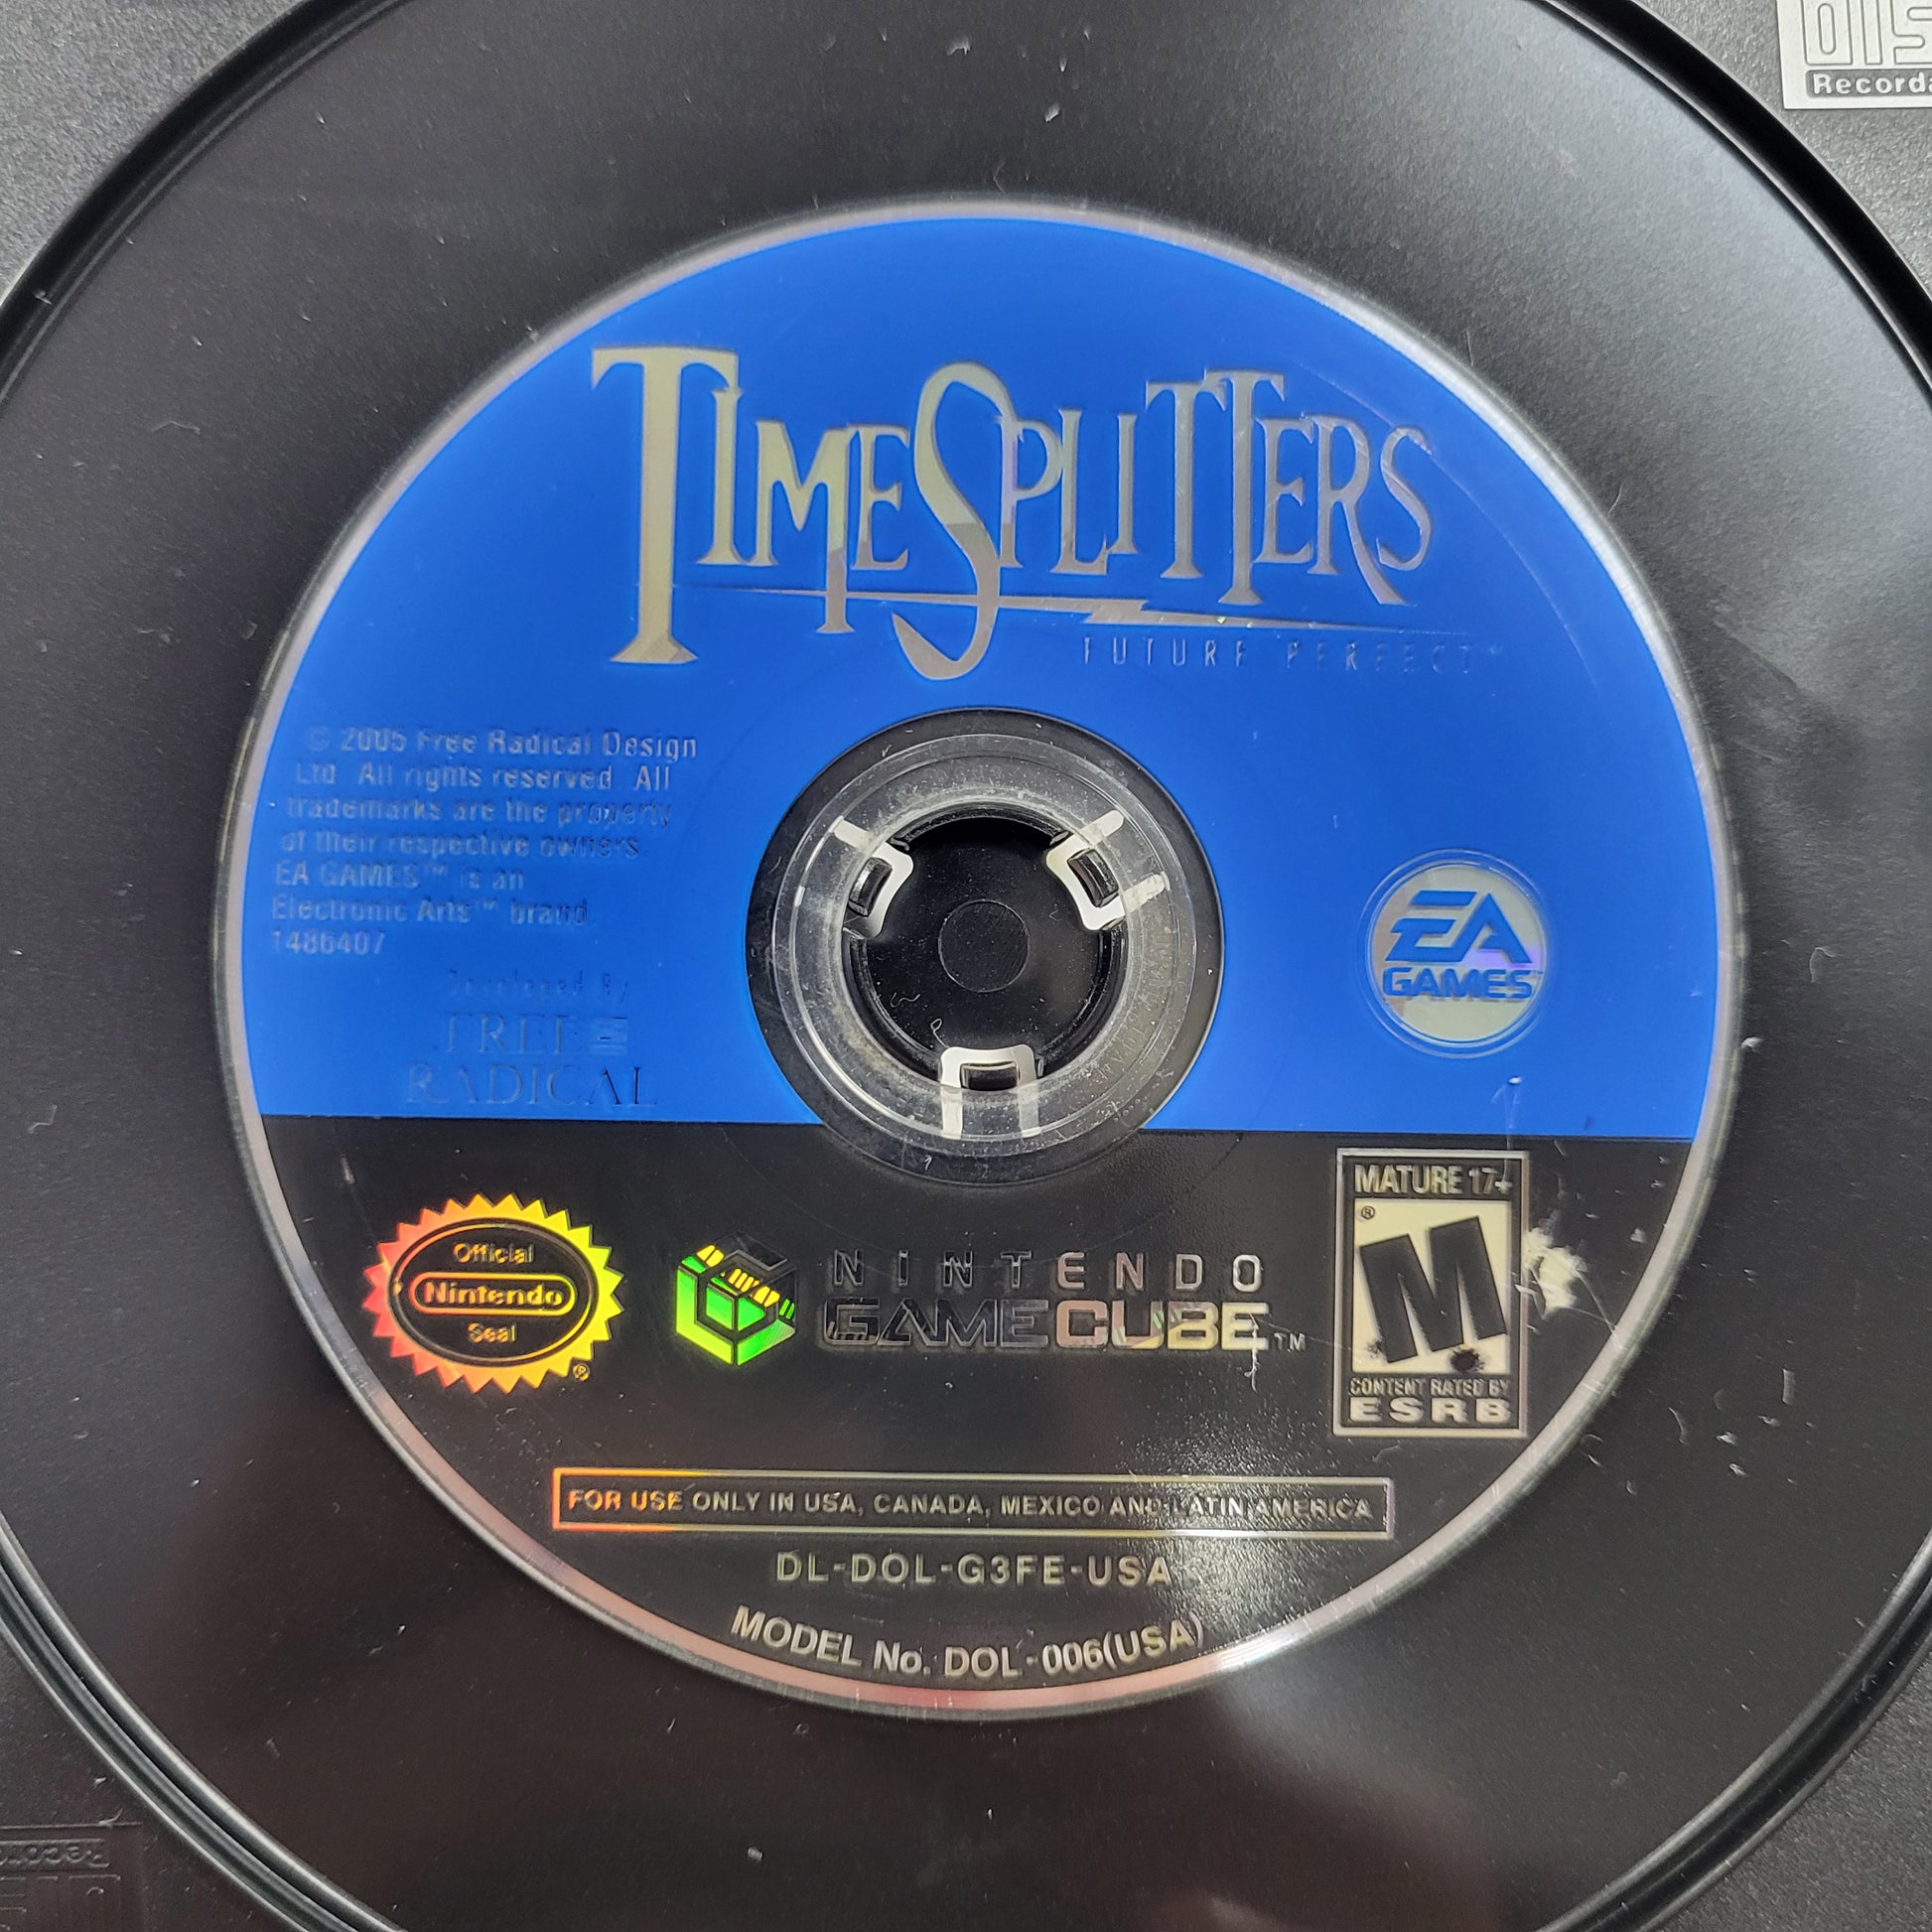 Recorda
TIMESPLITTERS
FUTURE PERFECT™
© 2005 Free Radical Design
Ltd. All rights reserved. All
trademarks are the property
of their respective owners.
EA GAMES™ is an
Electronic Arts™ brand.
1486407
Developed By
FREE
RADICAL
EA
GAMES
Official
Nintendo
Seal
®
NINTENDO
GAMECUBE™
MATURE 17+
®
M
CONTENT RATED BY
ESRB
FOR USE ONLY IN USA, CANADA, MEXICO AND LATIN AMERICA
DL-DOL-G3FE-USA
MODEL No. DOL-006(USA)